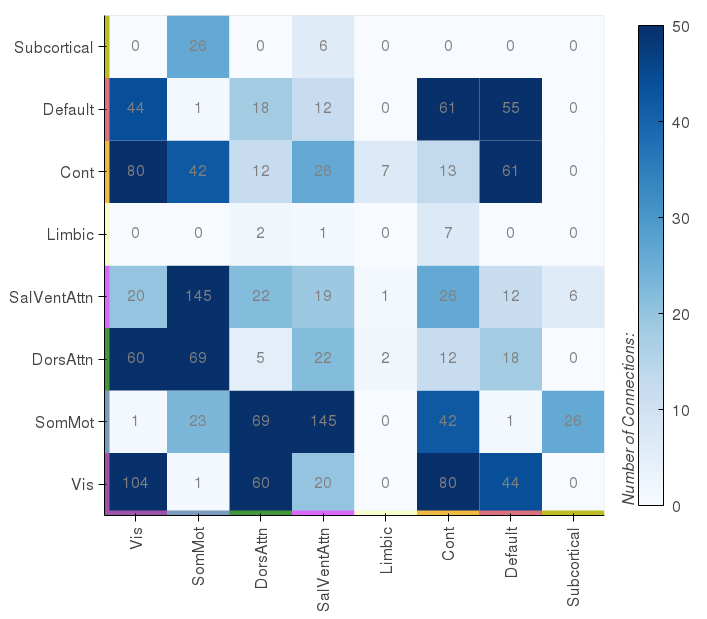 Subcortical 0 26 0 6 0 0 0 0
Default 44 1 18 12 0 61 55 0
Cont 80 42 12 26 7 13 61 0
Limbic 0 0 2 1 0 7 0 0
SalVentAttn 20 145 22 19 1 26 12 6
DorsAttn 60 69 5 22 2 12 18 0
SomMot 1 23 69 145 0 42 1 26
Vis 104 1 60 20 0 80 44 0
Vis
SomMot
DorsAttn
SalVentAttn
Limbic
Cont
Default
Subcortical
Number of Connections:
50
40
30
20
10
0